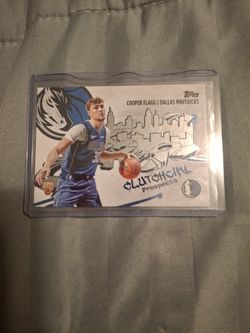 Topps
COOPER FLAGG | DALLAS MAVERICKS
CLUTCH CITY
Prospects